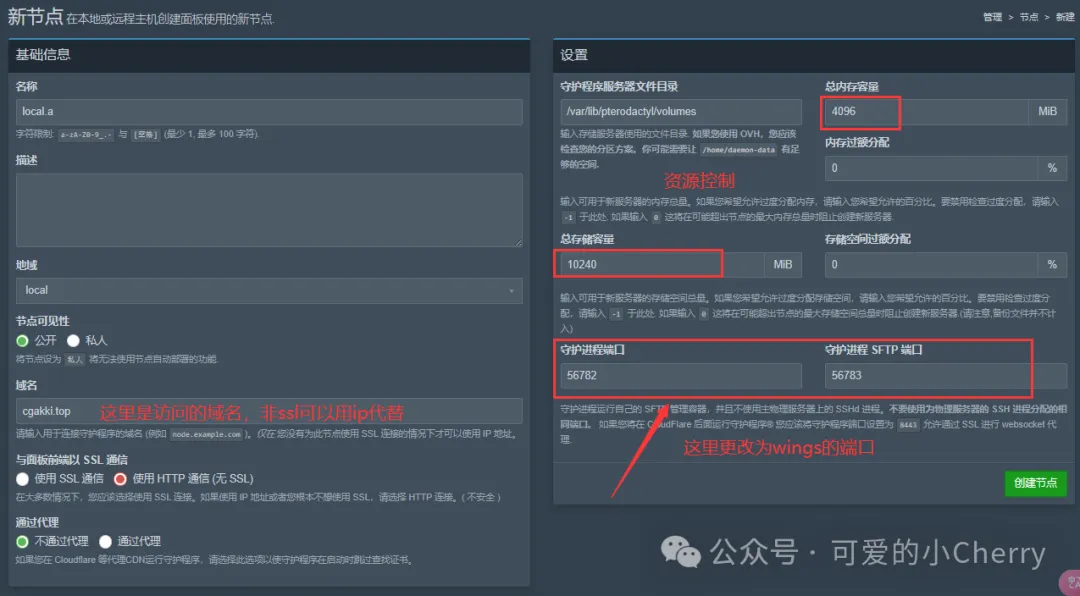 新节点 在本地或远程主机创建面板使用的新节点.
管理 > 节点 > 新建
基础信息
名称
local.a
字符限制: a-zA-Z0-9_.- 与 [空格] (最少 1, 最多 100 字符).
描述
地域
local
节点可见性
公开 私人
将节点设为 私人 将无法使用节点自动部署的功能.
域名
cgakki.top
这里是访问的域名，非ssl可以用ip代替
请输入用于连接守护程序的域名 (例如 node.example.com )。仅在您没有为此节点使用 SSL 连接的情况下才可以使用 IP 地址。
与面板前端以 SSL 通信
使用 SSL 通信 使用 HTTP 通信 (无 SSL)
在大多数情况下, 您应该选择使用 SSL 连接。如果使用 IP 地址或者您根本不想使用 SSL，请选择 HTTP 连接。( 不安全 )
通过代理
不通过代理 通过代理
如果您在 Cloudflare 等代理CDN运行守护程序，请选择此选项以使守护程序在启动时跳过查找证书。
设置
守护程序服务器文件目录
/var/lib/pterodactyl/volumes
输入存储服务器使用的文件目录. 如果您使用 OVH，您应该
检查您的分区方案。你可能需要让 /home/daemon-data 有足
够的空间.
总内存容量
4096 MiB
内存过额分配
0 %
资源控制
输入可用于新服务器的内存总量。如果您希望允许过度分配内存，请输入您希望允许的百分比。要禁用检查过度分配，请输入
-1 于此处. 如果输入 0 这将在可能超出节点的最大内存总量时阻止创建新服务器.
总存储容量
10240 MiB
存储空间过额分配
0 %
输入可用于新服务器的存储空间总量。如果您希望允许过度分配存储空间，请输入您希望允许的百分比。要禁用检查过度分
配，请输入 -1 于此处. 如果输入 0 这将在可能超出节点的最大存储空间总量时阻止创建新服务器.(请注意,备份文件并不计
入)
守护进程端口
56782
守护进程 SFTP 端口
56783
守护进程运行自己的 SFTP 管理容器，并且不使用主物理服务器上的 SSHd 进程。不要使用为物理服务器的 SSH 进程分配的相
同端口。 如果您将在 CloudFlare 后面运行守护程序® 您应该将守护程序端口设置为 8443 允许通过 SSL 进行 websocket 代
理.
这里更改为wings的端口
创建节点
公众号 · 可爱的小Cherry